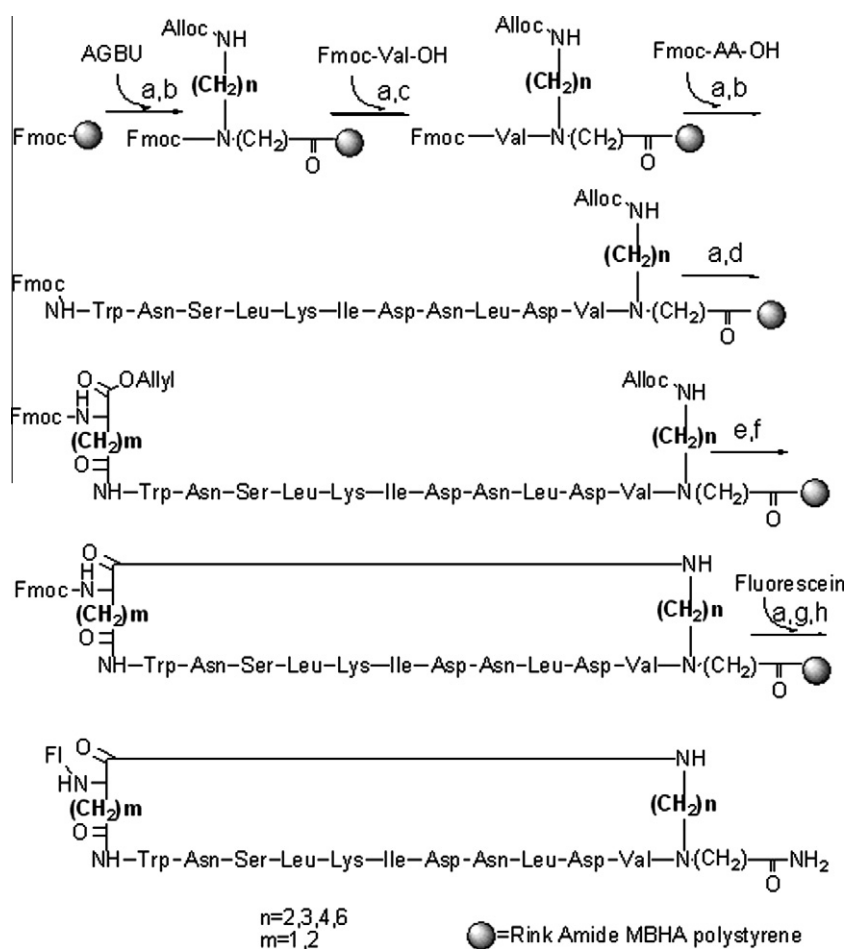 AGBU
a,b
Fmoc
Alloc NH
(CH2)n
Fmoc N (CH2) O
Fmoc-Val-OH
a,c
Alloc NH
(CH2)n
Fmoc Val N (CH2) O
Fmoc-AA-OH
a,b
Alloc NH
(CH2)n
a,d
Fmoc
NH-Trp-Asn-Ser-Leu-Lys-Ile-Asp-Asn-Leu-Asp-Val-N-(CH2) O
O OAllyl
Fmoc-N H
(CH2)m
O
Alloc NH
(CH2)n
e,f
NH-Trp-Asn-Ser-Leu-Lys-Ile-Asp-Asn-Leu-Asp-Val-N-(CH2) O
O NH
Fmoc-N H
(CH2)m
O
(CH2)n
Fluorescein
a,g,h
NH-Trp-Asn-Ser-Leu-Lys-Ile-Asp-Asn-Leu-Asp-Val-N-(CH2) O
O NH
Fl
HN
(CH2)m
O
(CH2)n
NH-Trp-Asn-Ser-Leu-Lys-Ile-Asp-Asn-Leu-Asp-Val-N-(CH2) NH2
O
n=2,3,4,6
m=1,2
=Rink Amide MBHA polystyrene